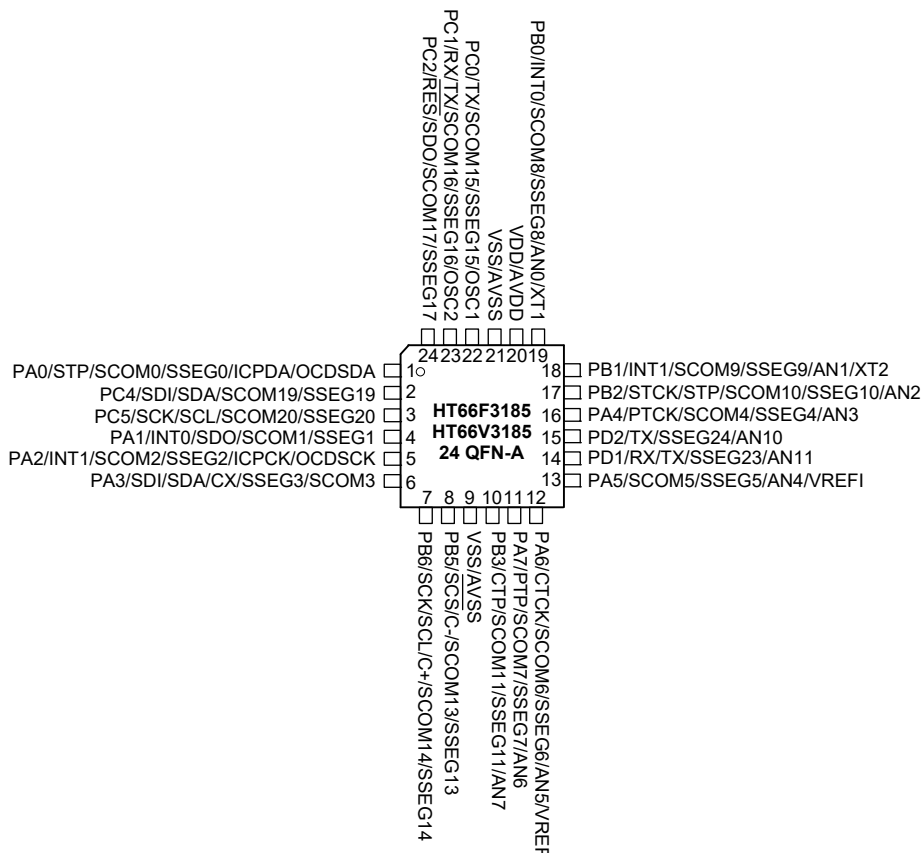 PC2/RES/SDO/SCOM17/SSEG17
PC1/RX/TX/SCOM16/SSEG16/OSC2
PC0/TX/SCOM15/SSEG15/OSC1
VSS/AVSS
VDD/AVDD
PB0/INT0/SCOM8/SSEG8/AN0/XT1
24 23 22 21 20 19
PA0/STP/SCOM0/SSEG0/ICPDA/OCDSDA 1
PC4/SDI/SDA/SCOM19/SSEG19 2
PC5/SCK/SCL/SCOM20/SSEG20 3
PA1/INT0/SDO/SCOM1/SSEG1 4
PA2/INT1/SCOM2/SSEG2/ICPCK/OCDSCK 5
PA3/SDI/SDA/CX/SSEG3/SCOM3 6
HT66F3185
HT66V3185
24 QFN-A
18 PB1/INT1/SCOM9/SSEG9/AN1/XT2
17 PB2/STCK/STP/SCOM10/SSEG10/AN2
16 PA4/PTCK/SCOM4/SSEG4/AN3
15 PD2/TX/SSEG24/AN10
14 PD1/RX/TX/SSEG23/AN11
13 PA5/SCOM5/SSEG5/AN4/VREFI
7 8 9 10 11 12
PB6/SCK/SCL/C+/SCOM14/SSEG14
PB5/SCS/C-/SCOM13/SSEG13
VSS/AVSS
PB3/CTP/SCOM11/SSEG11/AN7
PA7/PTP/SCOM7/SSEG7/AN6
PA6/CTCK/SCOM6/SSEG6/AN5/VREF